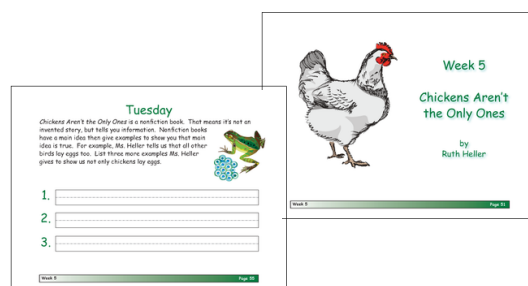 Week 5
Chickens Aren't
the Only Ones
by
Ruth Heller
Week 5
Page 51
Tuesday
Chickens Aren't the Only Ones is a nonfiction book. That means it's not an
invented story, but tells you information. Nonfiction books
have a main idea then give examples to show you that main
idea is true. For example, Ms. Heller tells us that all other
birds lay eggs too. List three more examples Ms. Heller
gives to show us not only chickens lay eggs.
1.
2.
3.
Week 5